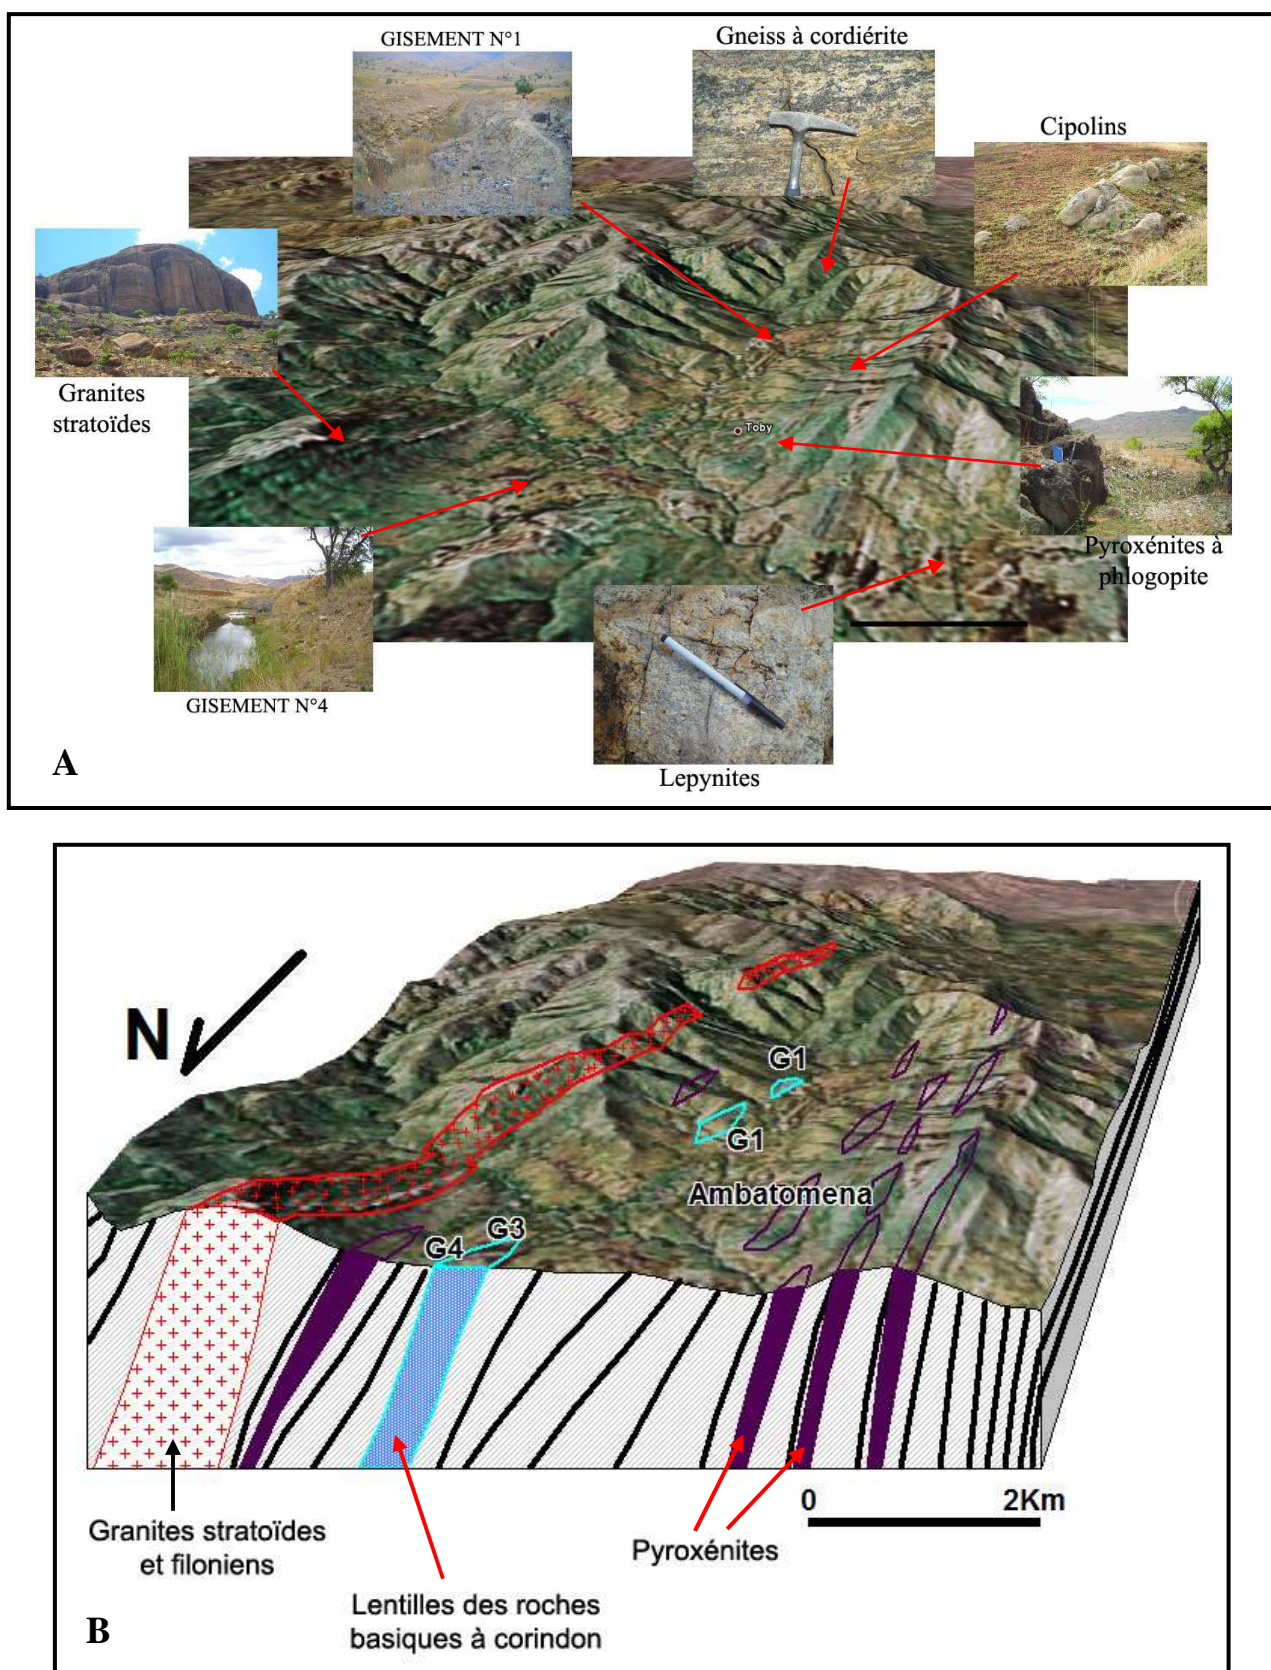 GISEMENT N°1
Gneiss à cordiérite
Cipolins
Granites
stratoïdes
Toby
Pyroxénites à
phlogopite
GISEMENT N°4
Lepynites
A
N
G1
G1
Ambatomena
G3
G4
0 2Km
Granites stratoïdes
et filoniens
Pyroxénites
Lentilles des roches
basiques à corindon
B